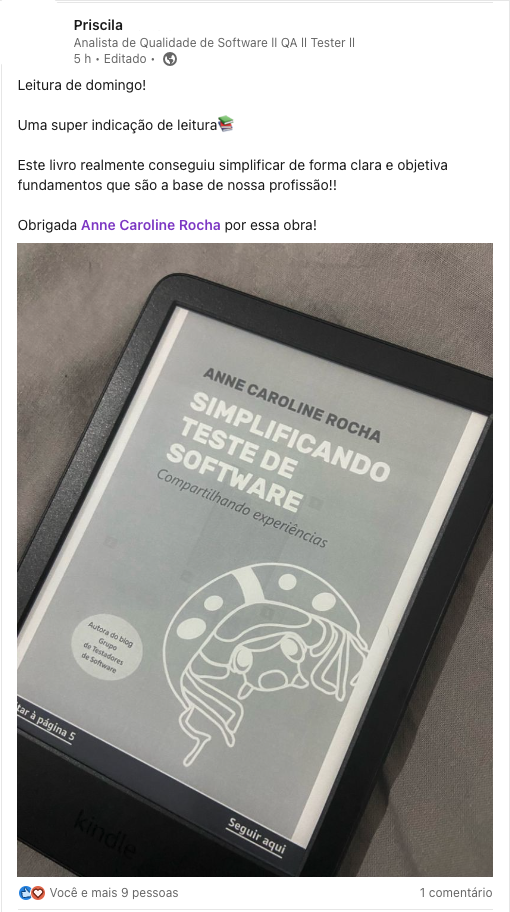 Priscila
Analista de Qualidade de Software ll QA ll Tester ll
5 h • Editado •
Leitura de domingo!
Uma super indicação de leitura📚
Este livro realmente conseguiu simplificar de forma clara e objetiva
fundamentos que são a base de nossa profissão!!
Obrigada Anne Caroline Rocha por essa obra!
ANNE CAROLINE ROCHA
SIMPLIFICANDO
TESTE DE
SOFTWARE
Compartilhando experiências
Autora do blog
Grupo
de Testadores
de Software
tar à página 5
Seguir aqui
kindle
Você e mais 9 pessoas
1 comentário